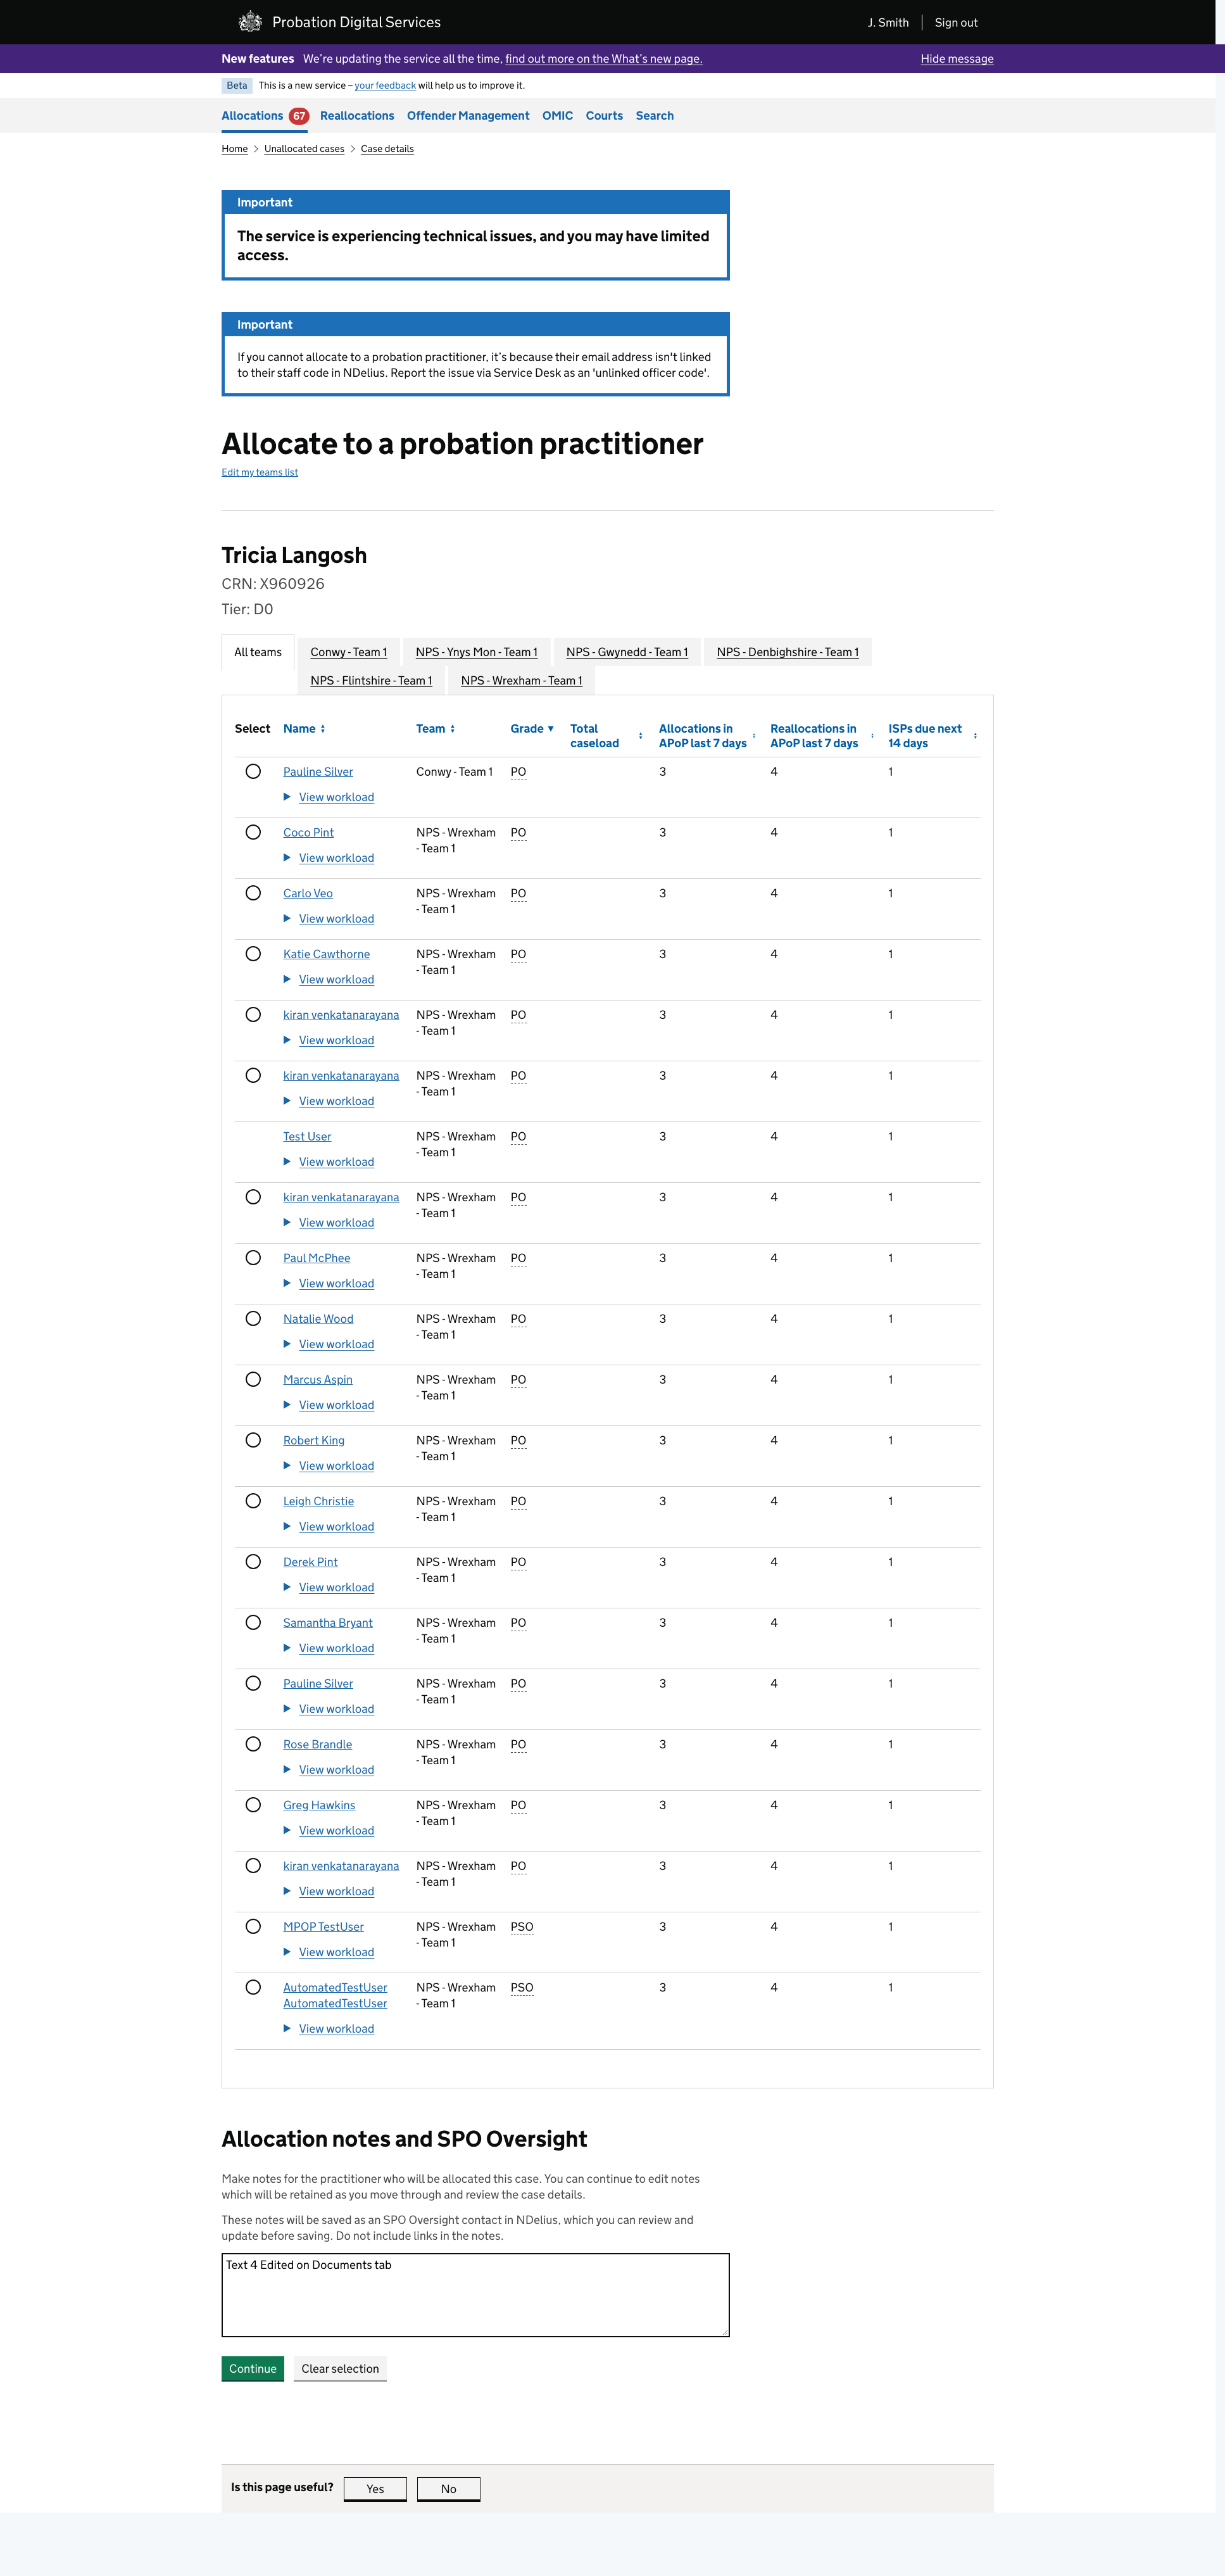 Probation Digital Services
J. Smith
Sign out
New features We're updating the service all the time, find out more on the What's new page.
Hide message
Beta This is a new service – your feedback will help us to improve it.
Allocations 67 Reallocations Offender Management OMIC Courts Search
Home Unallocated cases Case details
Important
The service is experiencing technical issues, and you may have limited
access.
Important
If you cannot allocate to a probation practitioner, it's because their email address isn't linked
to their staff code in NDelius. Report the issue via Service Desk as an 'unlinked officer code'.
Allocate to a probation practitioner
Edit my teams list
Tricia Langosh
CRN: X960926
Tier: D0
All teams Conwy - Team 1 NPS - Ynys Mon - Team 1 NPS - Gwynedd - Team 1 NPS - Denbighshire - Team 1
NPS - Flintshire - Team 1 NPS - Wrexham - Team 1
Select Name Team Grade Total Allocations in Reallocations in ISPs due next
caseload APoP last 7 days APoP last 7 days 14 days
Pauline Silver Conwy - Team 1 PO 3 4 1
View workload
Coco Pint NPS - Wrexham PO 3 4 1
- Team 1
View workload
Carlo Veo NPS - Wrexham PO 3 4 1
- Team 1
View workload
Katie Cawthorne NPS - Wrexham PO 3 4 1
- Team 1
View workload
kiran venkatanarayana NPS - Wrexham PO 3 4 1
- Team 1
View workload
kiran venkatanarayana NPS - Wrexham PO 3 4 1
- Team 1
View workload
Test User NPS - Wrexham PO 3 4 1
- Team 1
View workload
kiran venkatanarayana NPS - Wrexham PO 3 4 1
- Team 1
View workload
Paul McPhee NPS - Wrexham PO 3 4 1
- Team 1
View workload
Natalie Wood NPS - Wrexham PO 3 4 1
- Team 1
View workload
Marcus Aspin NPS - Wrexham PO 3 4 1
- Team 1
View workload
Robert King NPS - Wrexham PO 3 4 1
- Team 1
View workload
Leigh Christie NPS - Wrexham PO 3 4 1
- Team 1
View workload
Derek Pint NPS - Wrexham PO 3 4 1
- Team 1
View workload
Samantha Bryant NPS - Wrexham PO 3 4 1
- Team 1
View workload
Pauline Silver NPS - Wrexham PO 3 4 1
- Team 1
View workload
Rose Brandle NPS - Wrexham PO 3 4 1
- Team 1
View workload
Greg Hawkins NPS - Wrexham PO 3 4 1
- Team 1
View workload
kiran venkatanarayana NPS - Wrexham PO 3 4 1
- Team 1
View workload
MPOP TestUser NPS - Wrexham PSO 3 4 1
- Team 1
View workload
AutomatedTestUser NPS - Wrexham PSO 3 4 1
AutomatedTestUser - Team 1
View workload
Allocation notes and SPO Oversight
Make notes for the practitioner who will be allocated this case. You can continue to edit notes
which will be retained as you move through and review the case details.
These notes will be saved as an SPO Oversight contact in NDelius, which you can review and
update before saving. Do not include links in the notes.
Text 4 Edited on Documents tab
Continue Clear selection
Is this page useful? Yes No